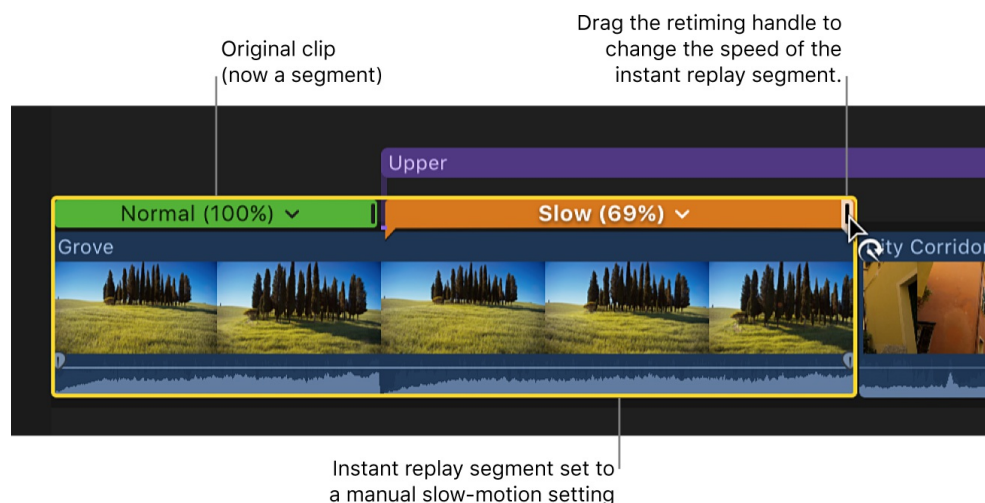 Original clip
(now a segment)
Drag the retiming handle to
change the speed of the
instant replay segment.
Upper
Normal (100%)
Slow (69%)
Grove
Instant replay segment set to
a manual slow-motion setting